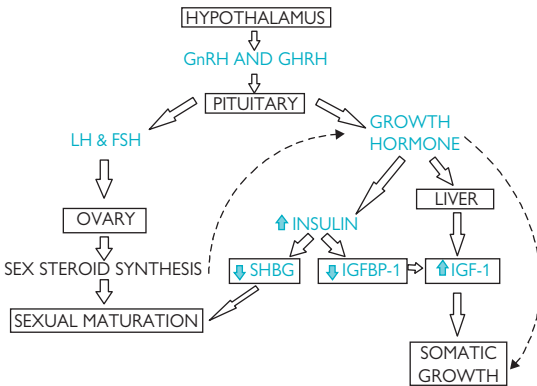 HYPOTHALAMUS
GnRH AND GHRH
PITUITARY
LH & FSH
GROWTH
HORMONE
OVARY
LIVER
INSULIN
SEX STEROID SYNTHESIS
SHBG
IGFBP-1
IGF-1
SEXUAL MATURATION
SOMATIC
GROWTH